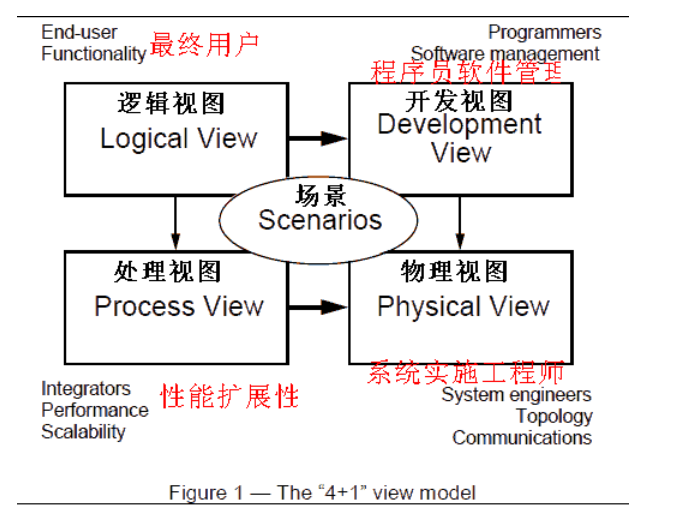 End-user
Functionality
最终用户
Programmers
Software management
程序员软件管理
逻辑视图
Logical View
开发视图
Development
View
场景
Scenarios
处理视图
Process View
物理视图
Physical View
Integrators
Performance
Scalability
性能扩展性
系统实施工程师
System engineers
Topology
Communications
Figure 1 — The “4+1” view model